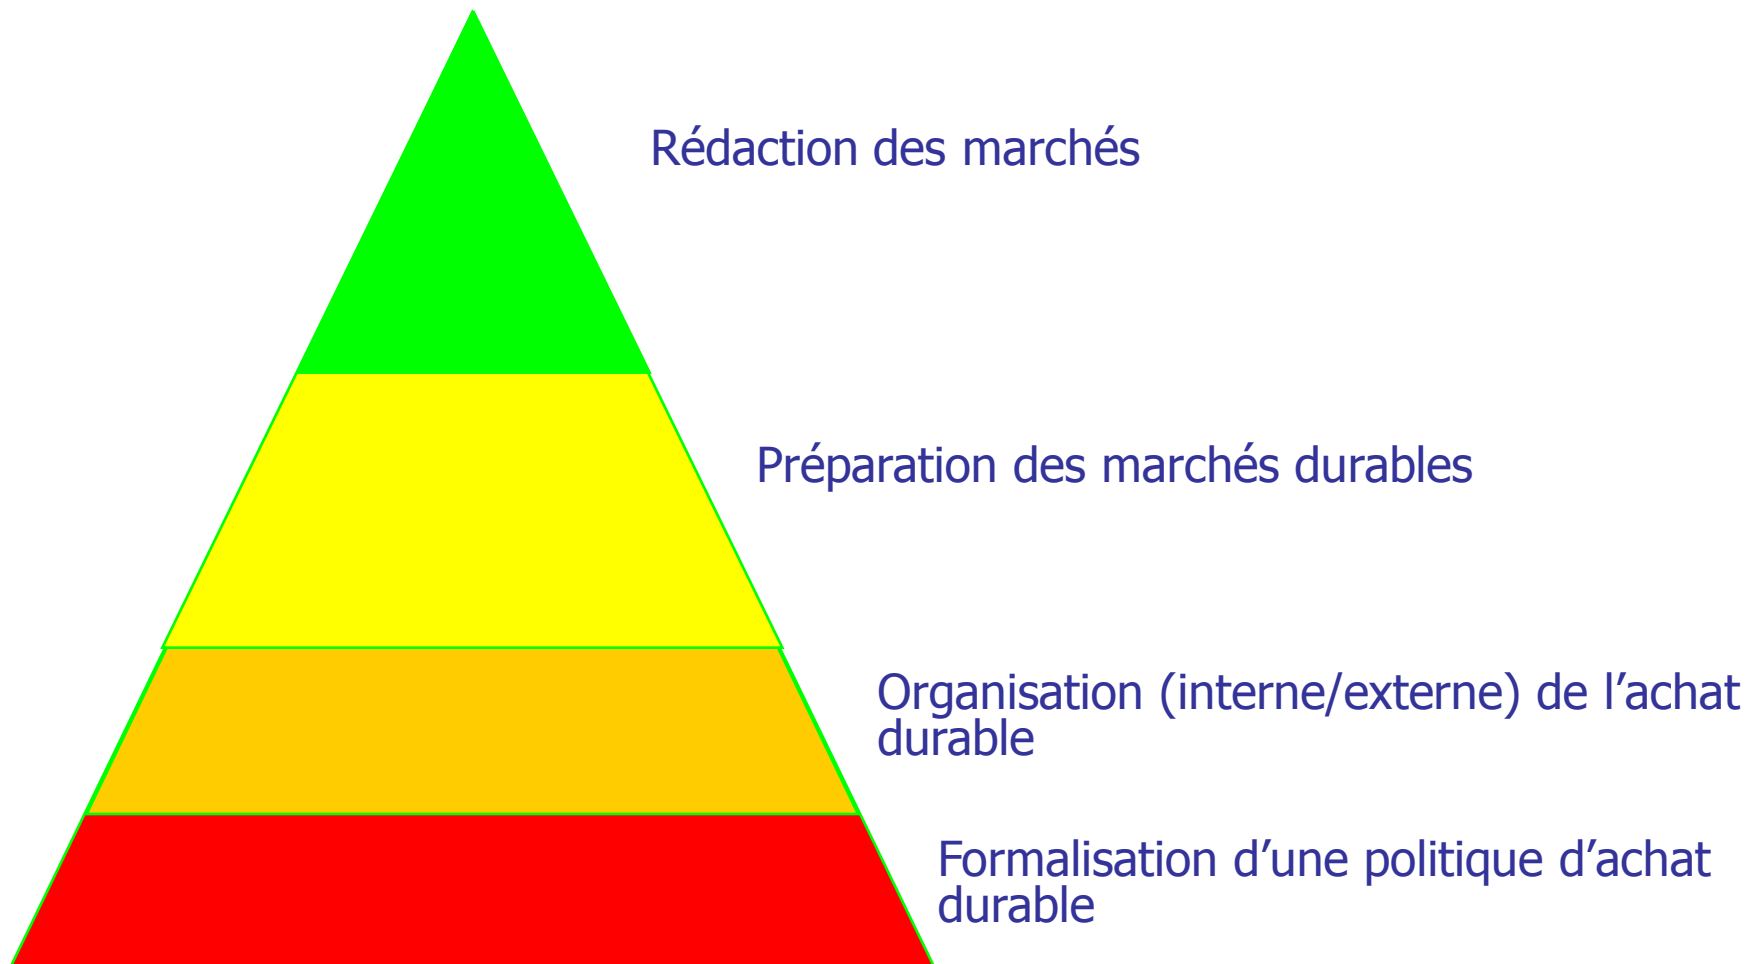 Rédaction des marchés
Préparation des marchés durables
Organisation (interne/externe) de l’achat
durable
Formalisation d’une politique d’achat
durable